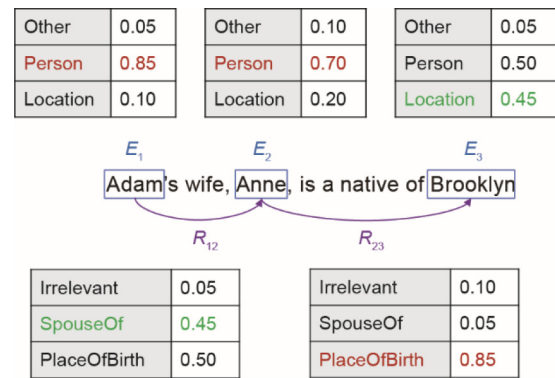 Other 0.05
Person 0.85
Location 0.10
Other 0.10
Person 0.70
Location 0.20
Other 0.05
Person 0.50
Location 0.45
E1 E2 E3
Adam's wife, Anne, is a native of Brooklyn
R12 R23
Irrelevant 0.05
SpouseOf 0.45
PlaceOfBirth 0.50
Irrelevant 0.10
SpouseOf 0.05
PlaceOfBirth 0.85